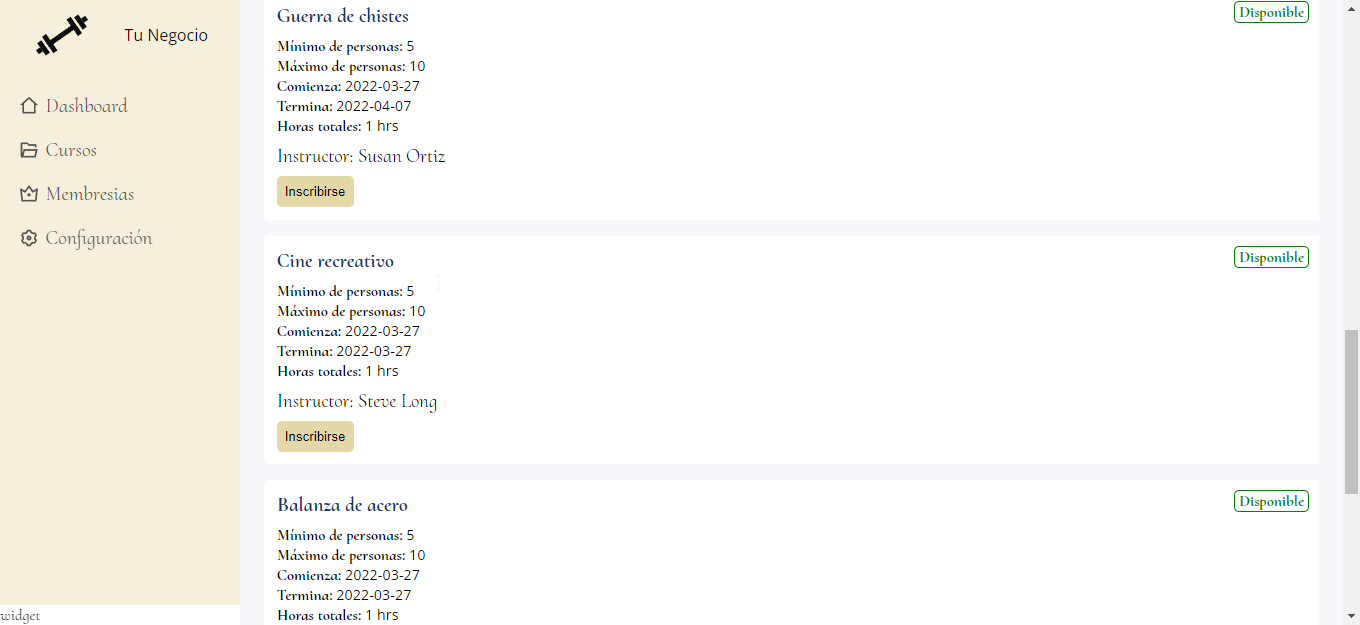 Tu Negocio
Dashboard
Cursos
Membresias
Configuración
widget
Guerra de chistes
Disponible
Mínimo de personas: 5
Máximo de personas: 10
Comienza: 2022-03-27
Termina: 2022-04-07
Horas totales: 1 hrs
Instructor: Susan Ortiz
Inscribirse
Cine recreativo
Disponible
Mínimo de personas: 5
Máximo de personas: 10
Comienza: 2022-03-27
Termina: 2022-03-27
Horas totales: 1 hrs
Instructor: Steve Long
Inscribirse
Balanza de acero
Disponible
Mínimo de personas: 5
Máximo de personas: 10
Comienza: 2022-03-27
Termina: 2022-03-27
Horas totales: 1 hrs